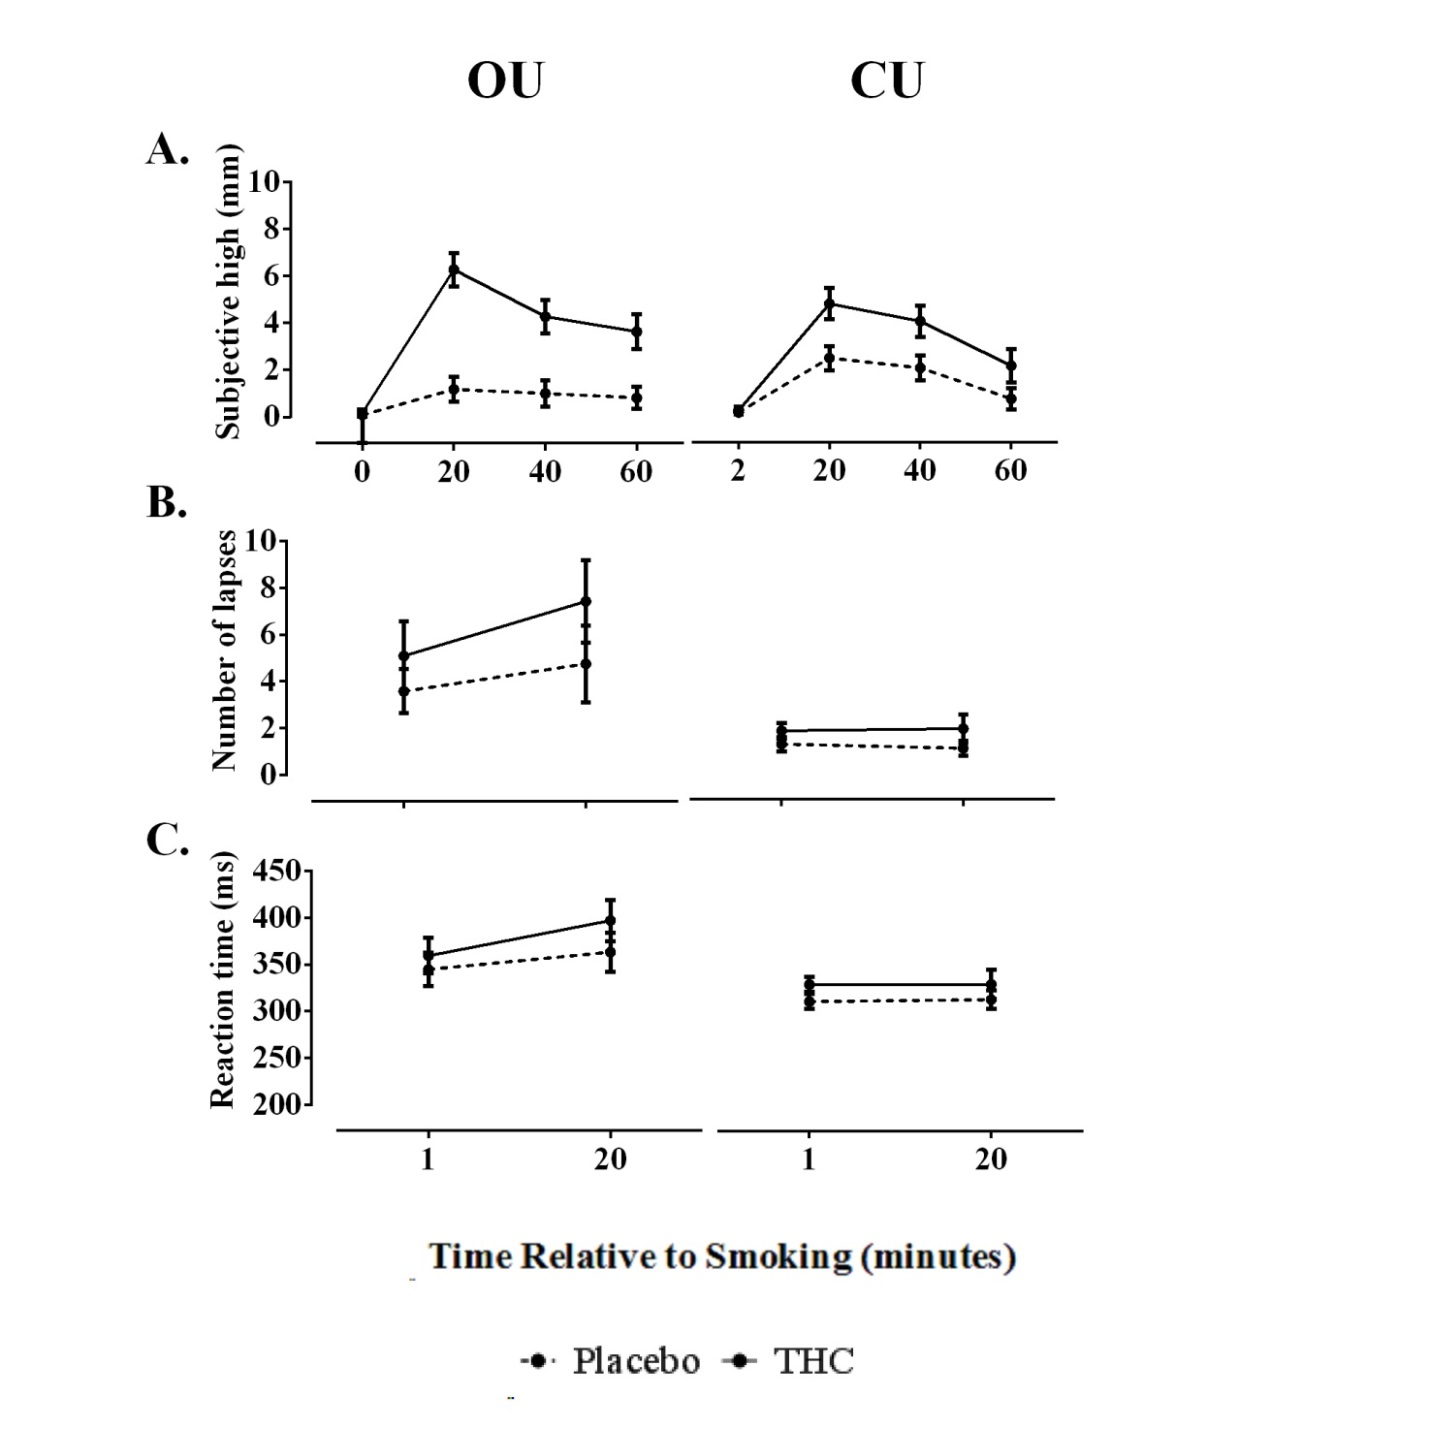 OU CU
A.
Subjective high (mm)
10
8
6
4
2
0
0 20 40 60 2 20 40 60
B.
Number of lapses
10
8
6
4
2
0
C.
Reaction time (ms)
450
400
350
300
250
200
1 20 1 20
Time Relative to Smoking (minutes)
Placebo THC